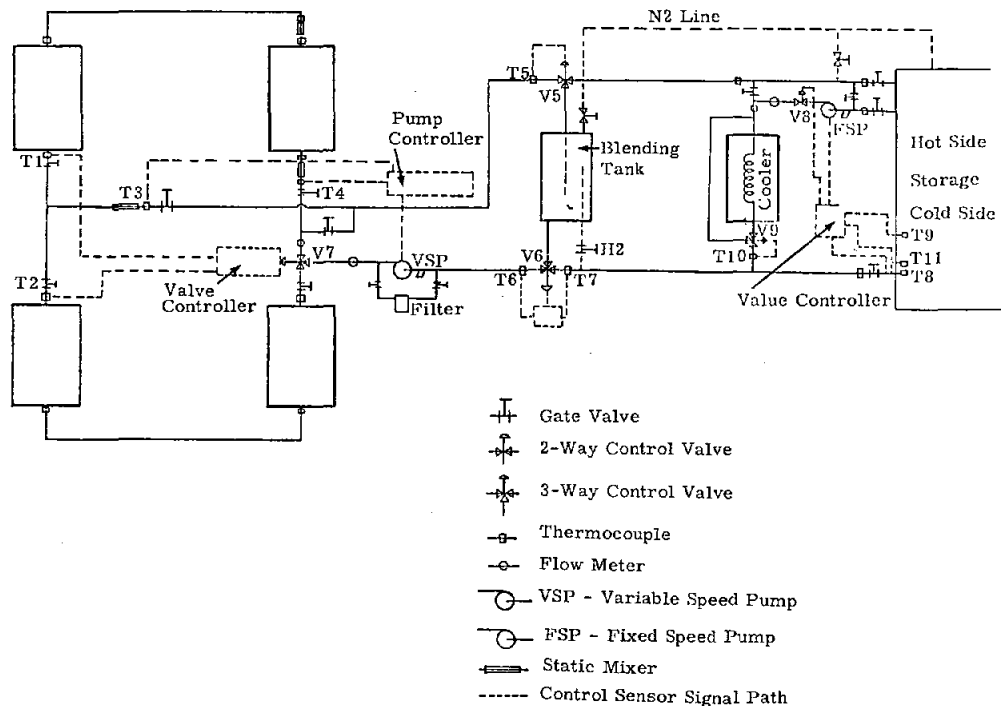 N2 Line
T5
V5
Pump
Controller
V8
FSP
T1
T3
T4
Blending
Tank
Cooler
Hot Side
Storage
Cold Side
V9
T9
V7
VSP
V6
H2
T10
T11
T2
T6
T7
T8
Valve
Controller
Filter
Value Controller
Gate Valve
2-Way Control Valve
3-Way Control Valve
Thermocouple
Flow Meter
VSP - Variable Speed Pump
FSP - Fixed Speed Pump
Static Mixer
Control Sensor Signal Path